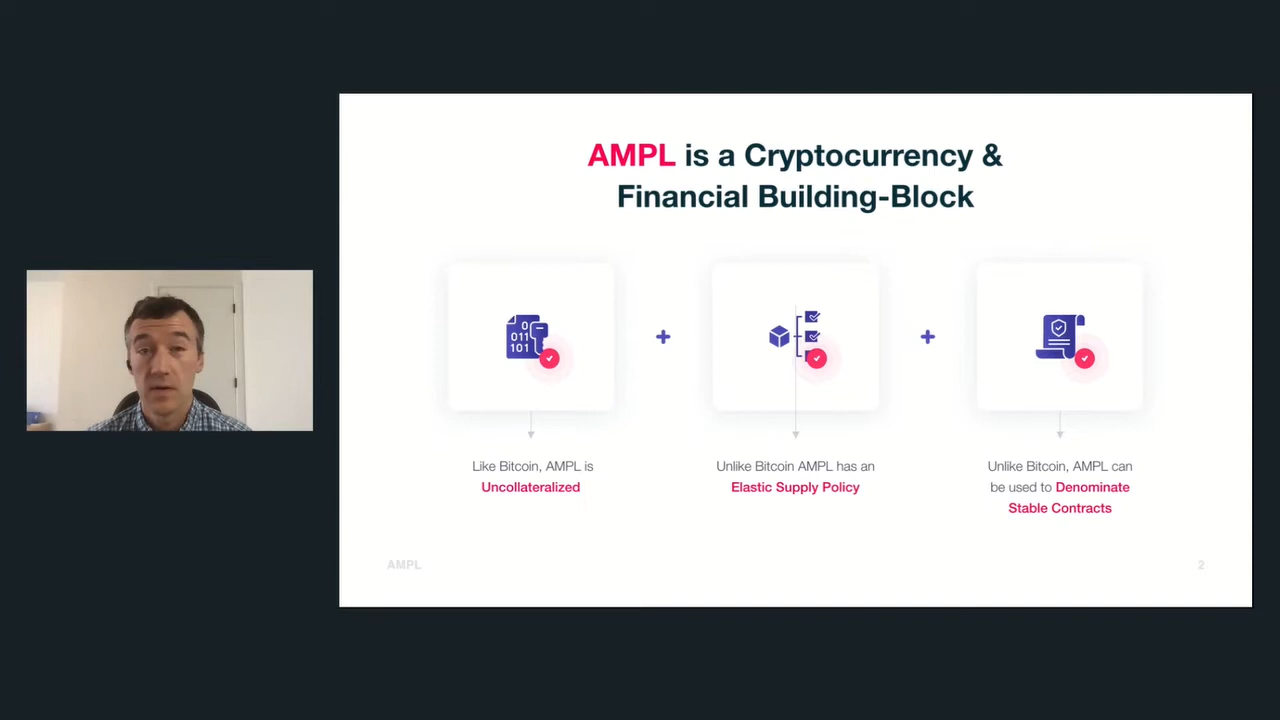 AMPL is a Cryptocurrency &
Financial Building-Block
0
011
101
Like Bitcoin, AMPL is
Uncollateralized
Unlike Bitcoin AMPL has an
Elastic Supply Policy
Unlike Bitcoin, AMPL can
be used to Denominate
Stable Contracts
AMPL
2